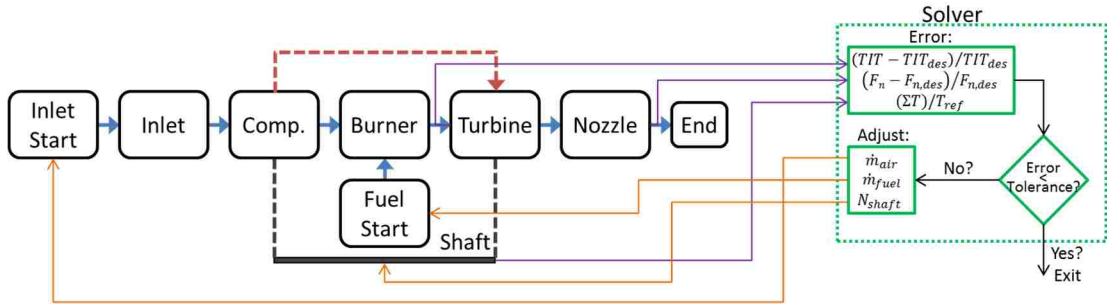 Solver
Error:
(TIT − TIT_des)/TIT_des
(F_n − F_n,des)/F_n,des
(ΣT)/T_ref
Inlet
Start
Inlet
Comp.
Burner
Turbine
Nozzle
End
Adjust:
ṁ_air
ṁ_fuel
N_shaft
No?
Error
<
Tolerance?
Fuel
Start
Shaft
Yes?
Exit